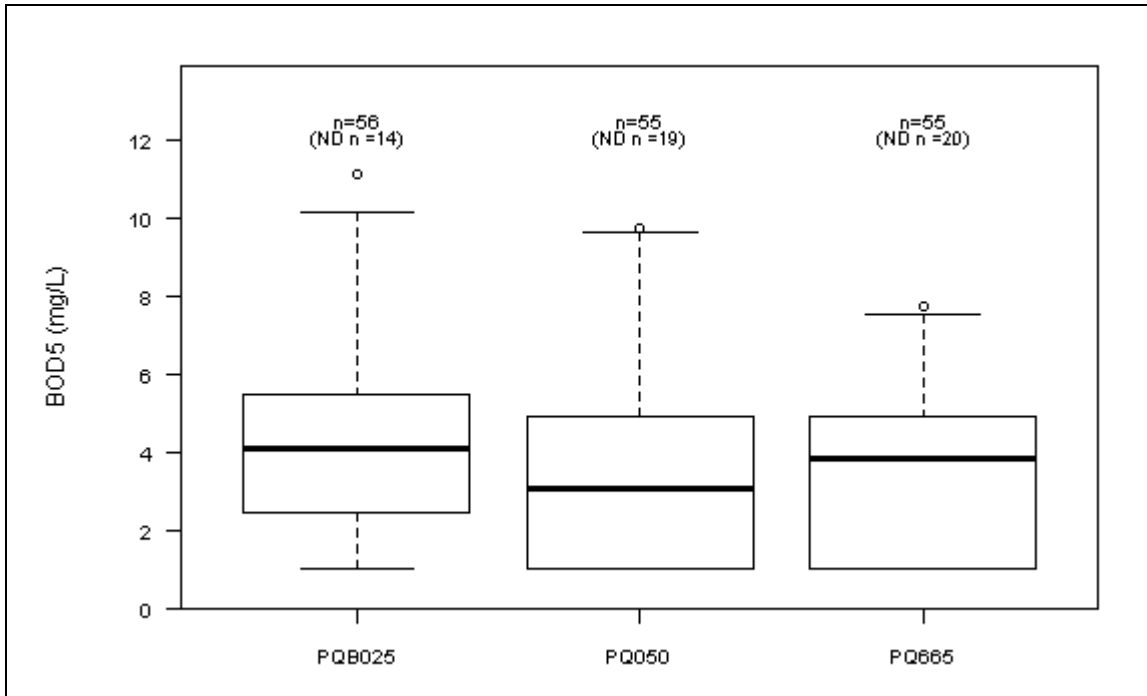 n=56
(ND n =14)
n=55
(ND n =19)
n=55
(ND n =20)
12
10
8
6
4
2
0
BOD5 (mg/L)
PQB025
PQ050
PQ665